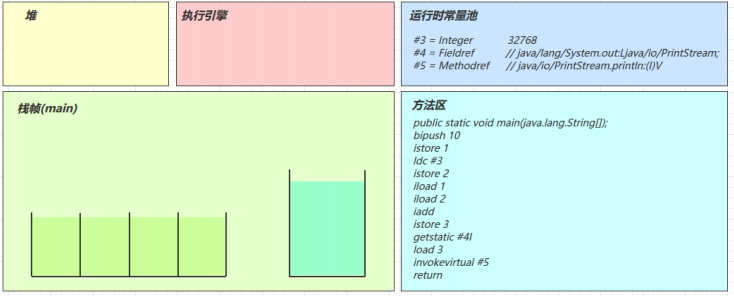 堆
执行引擎
运行时常量池
#3 = Integer 32768
#4 = Fieldref // java/lang/System.out:Ljava/io/PrintStream;
#5 = Methodref // java/io/PrintStream.println:(I)V
栈帧(main)
方法区
public static void main(java.lang.String[]);
bipush 10
istore 1
ldc #3
istore 2
iload 1
iload 2
iadd
istore 3
getstatic #4I
load 3
invokevirtual #5
return